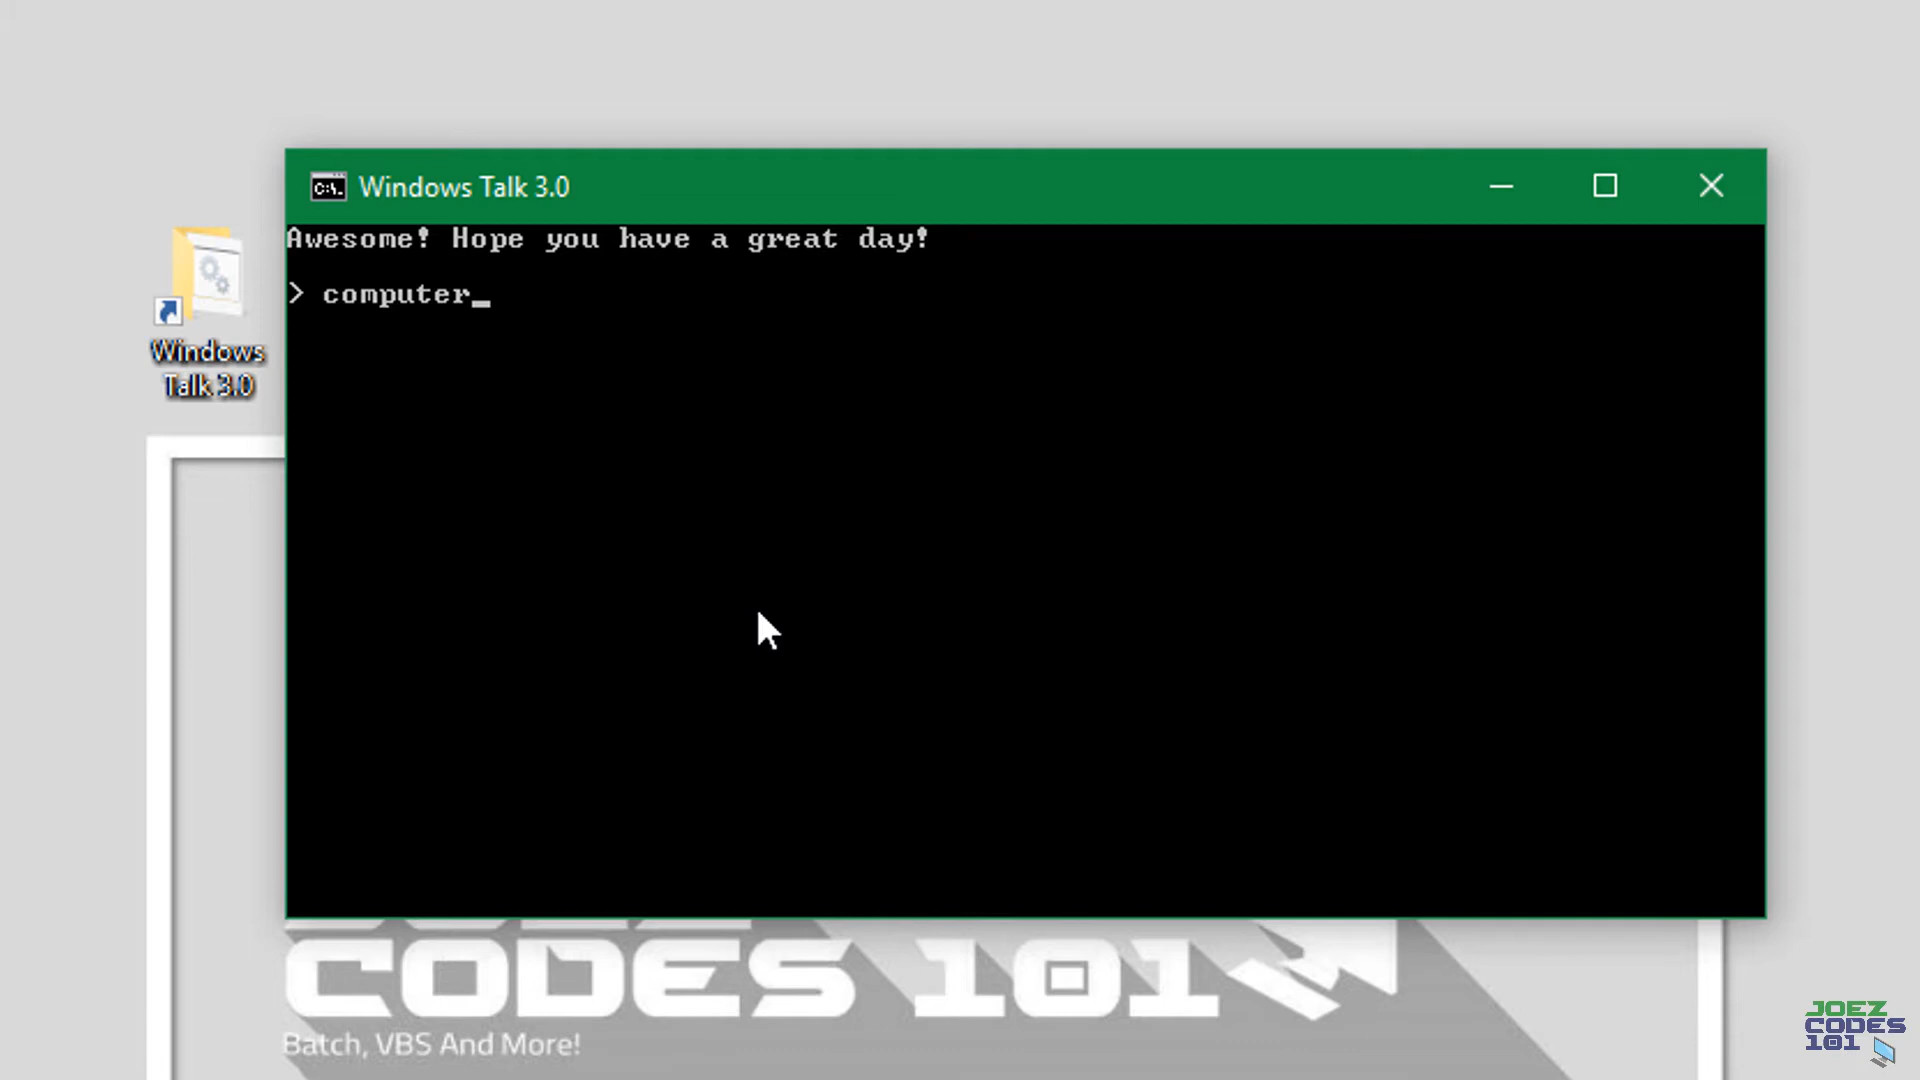 Windows Talk 3.0
Awesome! Hope you have a great day!
> computer_
Windows
Talk 3.0
CODES 101
Batch, VBS And More!
JOEZ
CODES
101